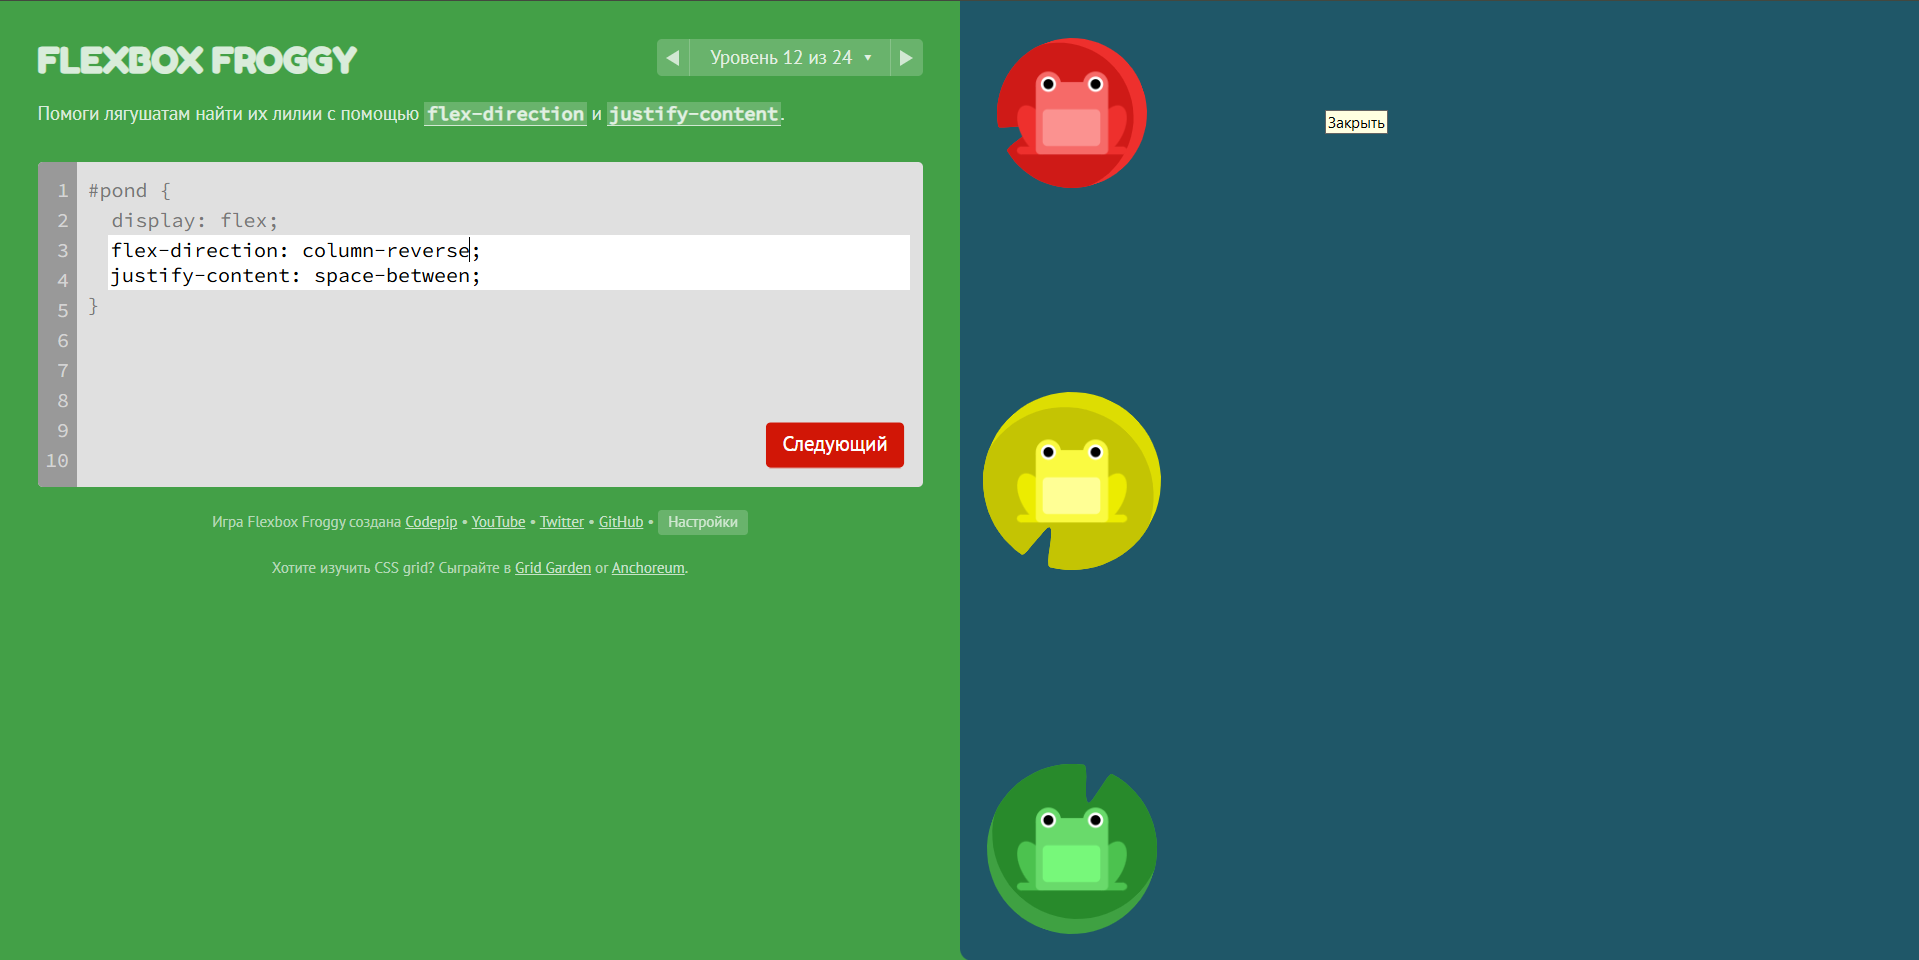 FLEXBOX FROGGY
◀ Уровень 12 из 24 ▼ ▶
Помоги лягушатам найти их лилии с помощью flex-direction и justify-content.
1 #pond {
2 display: flex;
3 flex-direction: column-reverse;
4 justify-content: space-between;
5 }
6
7
8
9
10
Следующий
Игра Flexbox Froggy создана Codepip • YouTube • Twitter • GitHub • Настройки
Хотите изучить CSS grid? Сыграйте в Grid Garden or Anchoreum.
Закрыть